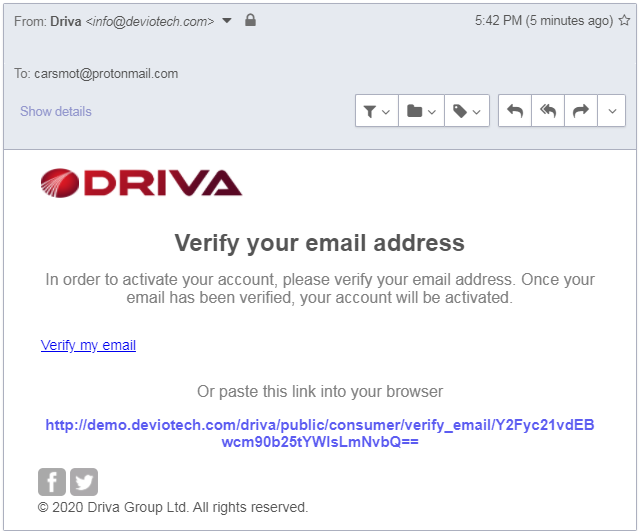 From: Driva <info@deviotech.com>
5:42 PM (5 minutes ago)
To: carsmot@protonmail.com
Show details
DRIVA
Verify your email address
In order to activate your account, please verify your email address. Once your
email has been verified, your account will be activated.
Verify my email
Or paste this link into your browser
http://demo.deviotech.com/driva/public/consumer/verify_email/Y2Fyc21vdEB
wcm90b25tYWlsLmNvbQ==
© 2020 Driva Group Ltd. All rights reserved.